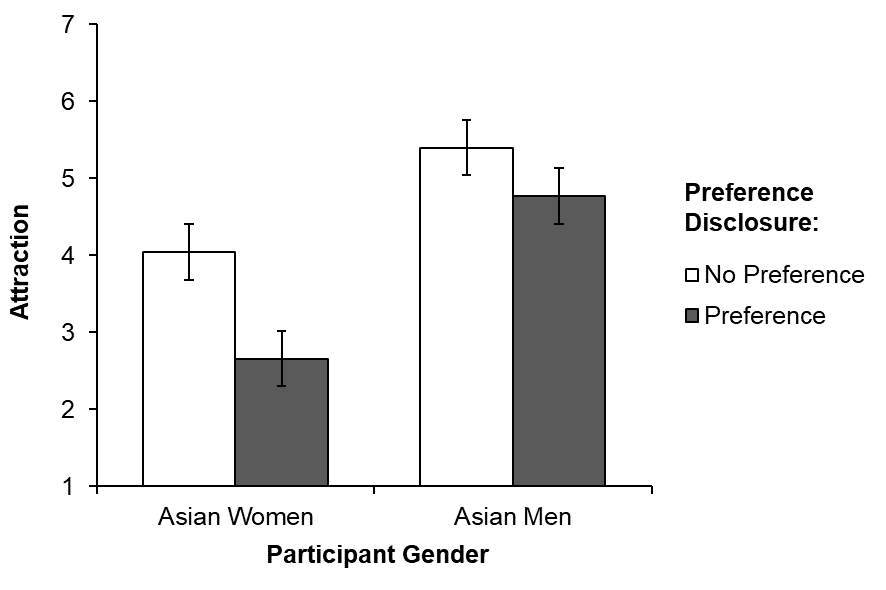 7
6
5
4
3
2
1
Attraction
Asian Women
Asian Men
Participant Gender
Preference
Disclosure:
No Preference
Preference